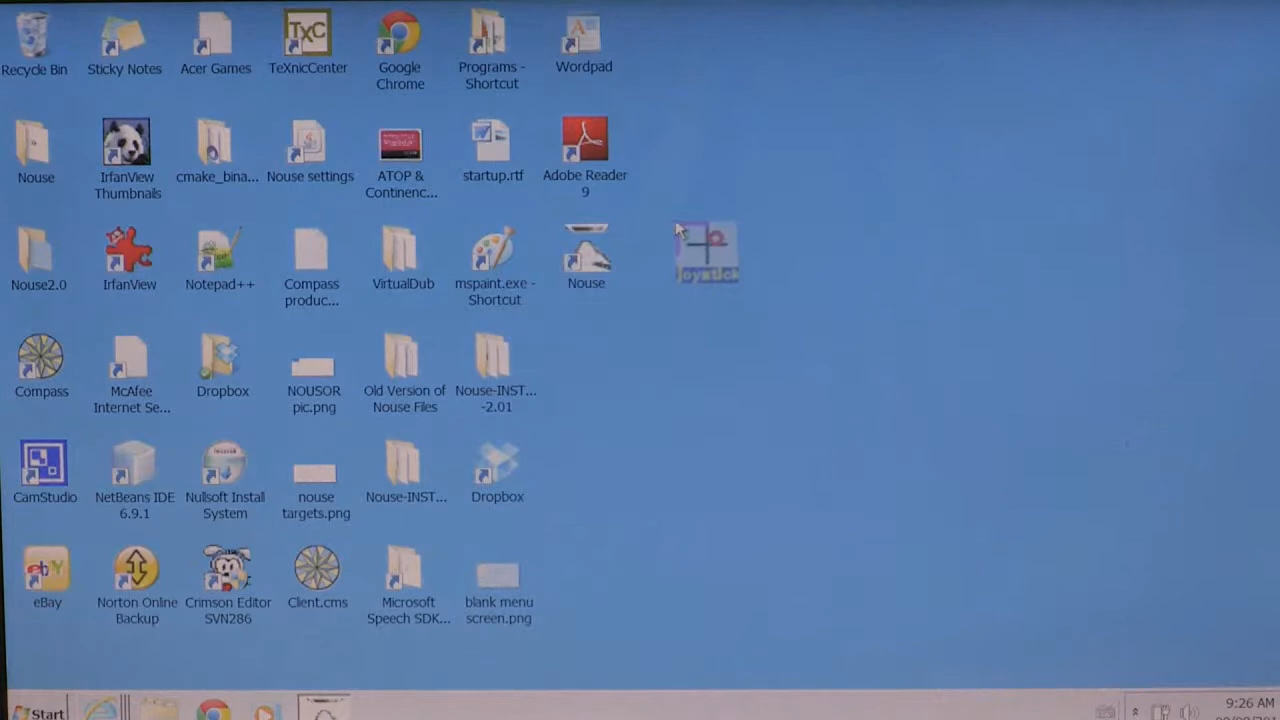 TXC
Recycle Bin
Sticky Notes
Acer Games
TeXnicCenter
Google
Chrome
Programs -
Shortcut
Wordpad
Nouse
IrfanView
Thumbnails
cmake_bina...
Nouse settings
ATOP &
Continenc...
startup.rtf
Adobe Reader
9
Joystick
Nouse2.0
IrfanView
Notepad++
Compass
produc...
VirtualDub
mspaint.exe -
Shortcut
Nouse
Compass
McAfee
Internet Se...
Dropbox
NOUSOR
pic.png
Old Version of
Nouse Files
Nouse-INST...
-2.01
CamStudio
NetBeans IDE
6.9.1
Nullsoft Install
System
nouse
targets.png
Nouse-INST...
Dropbox
ebY
eBay
Norton Online
Backup
Crimson Editor
SVN286
Client.cms
Microsoft
Speech SDK...
blank menu
screen.png
Start
9:26 AM